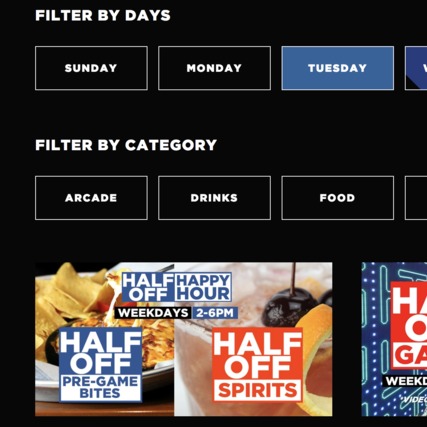 FILTER BY DAYS
SUNDAY MONDAY TUESDAY
FILTER BY CATEGORY
ARCADE DRINKS FOOD
HALF OFF HAPPY HOUR
WEEKDAYS 2-6PM
HALF
OFF
PRE-GAME
BITES
HALF
OFF
SPIRITS